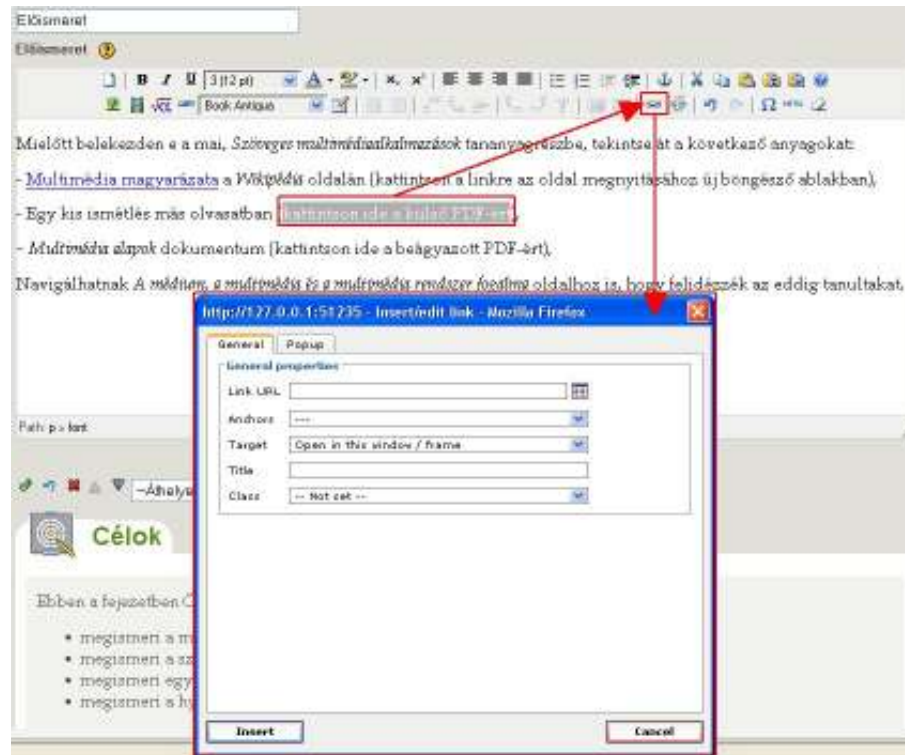 Előismeret
Előismeret
3 (12 pt)
Book Antiqua
Mielőtt belekezden e a mai, Szöveges multimédiaalkalmazások tananyagrészbe, tekintse át a következő anyagokat:
- Multimédia magyarázata a Wikipédia oldalán (kattintson a linkre az oldal megnyitásához új böngésző ablakban),
- Egy kis ismétlés más olvasatban (kattintson ide a külső PDF-ért),
- Multimédia alapok dokumentum (kattintson ide a beágyazott PDF-ért),
Navigálhatnak A médium, a multimédia és a multimédia rendszer fogalma oldalhoz is, hogy felidézzék az eddig tanultakat.
http://127.0.0.1:51235 - Insert/edit link - Mozilla Firefox
General Popup
General properties
Link URL
Anchors ---
Target Open in this window / frame
Title
Class -- Not set --
Path: p » font
--Áthelye
Célok
Ebben a fejezetben
megismeri a m
megismeri a sz
megismeri egy
megismeri a h
Insert Cancel